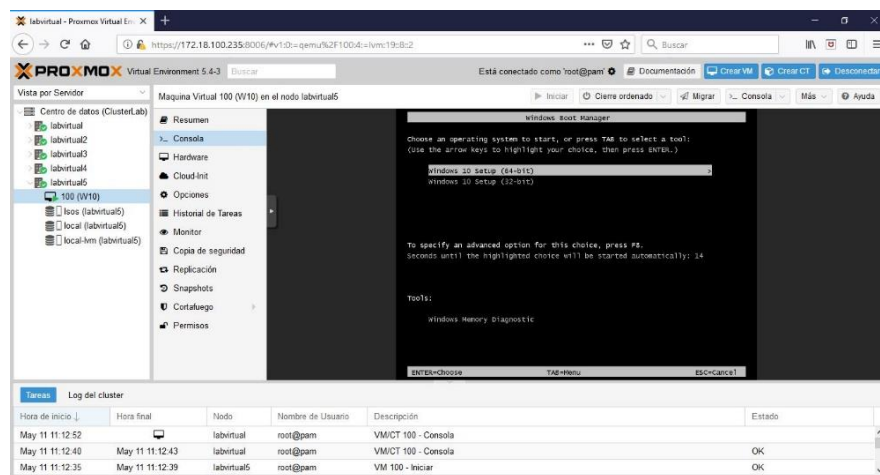 labvirtual - Proxmox Virtual En
https://172.18.100.235:8006/#v1:0:=qemu%2F100:4:=lvm:19::8::2
Buscar
PROXMOX Virtual Environment 5.4-3 Buscar
Está conectado como 'root@pam' Documentación Crear VM Crear CT Desconectar
Vista por Servidor
Maquina Virtual 100 (W10) en el nodo labvirtual5
Iniciar Cierre ordenado Migrar Consola Más Ayuda
Centro de datos (ClusterLab)
labvirtual
labvirtual2
labvirtual3
labvirtual4
labvirtual5
100 (W10)
Isos (labvirtual5)
local (labvirtual5)
local-lvm (labvirtual5)
Resumen
Consola
Hardware
Cloud-Init
Opciones
Historial de Tareas
Monitor
Copia de seguridad
Replicación
Snapshots
Cortafuego
Permisos
Windows Boot Manager
Choose an operating system to start, or press TAB to select a tool:
(Use the arrow keys to highlight your choice, then press ENTER.)
Windows 10 Setup (64-bit) >
Windows 10 Setup (32-bit)
To specify an advanced option for this choice, press F8.
Seconds until the highlighted choice will be started automatically: 14
Tools:
Windows Memory Diagnostic
ENTER=Choose TAB=Menu ESC=Cancel
Tareas Log del cluster
Hora de inicio ↓ Hora final Nodo Nombre de Usuario Descripción Estado
May 11 11:12:52 labvirtual root@pam VM/CT 100 - Consola
May 11 11:12:40 May 11 11:12:43 labvirtual root@pam VM/CT 100 - Consola OK
May 11 11:12:35 May 11 11:12:39 labvirtual5 root@pam VM 100 - Iniciar OK